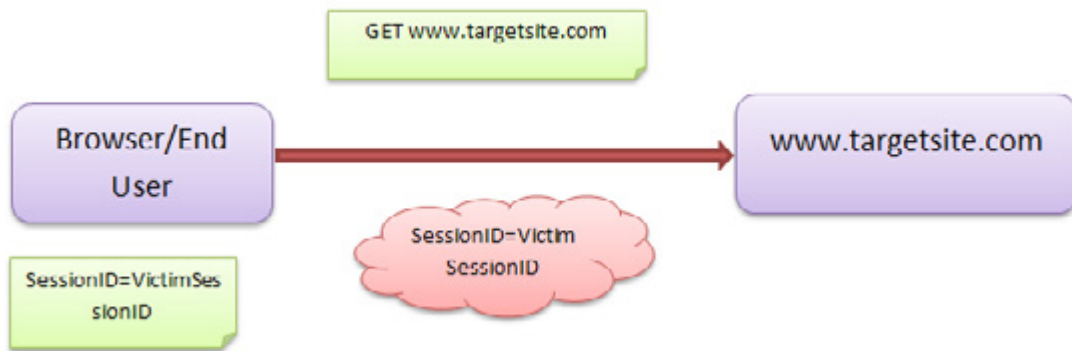 GET www.targetsite.com
Browser/End
User
www.targetsite.com
SessionID=Victim
SessionID
SessionID=VictimSes
sionID